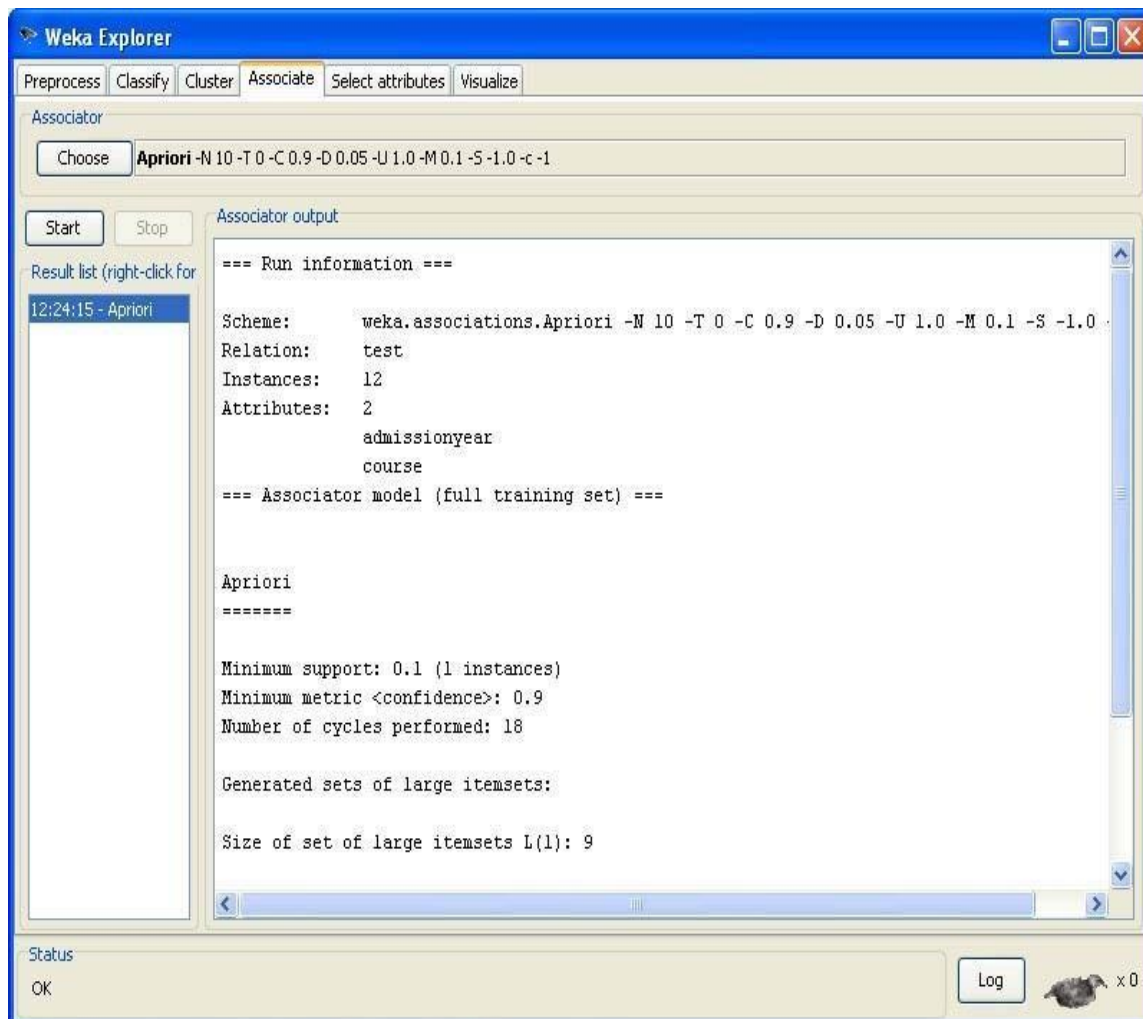 Weka Explorer
Preprocess Classify Cluster Associate Select attributes Visualize
Associator
Choose Apriori -N 10 -T 0 -C 0.9 -D 0.05 -U 1.0 -M 0.1 -S -1.0 -c -1
Start Stop
Result list (right-click for
12:24:15 - Apriori
Associator output
=== Run information ===
Scheme: weka.associations.Apriori -N 10 -T 0 -C 0.9 -D 0.05 -U 1.0 -M 0.1 -S -1.0 -
Relation: test
Instances: 12
Attributes: 2
admissionyear
course
=== Associator model (full training set) ===
Apriori
=======
Minimum support: 0.1 (1 instances)
Minimum metric <confidence>: 0.9
Number of cycles performed: 18
Generated sets of large itemsets:
Size of set of large itemsets L(1): 9
Status
OK
Log x 0